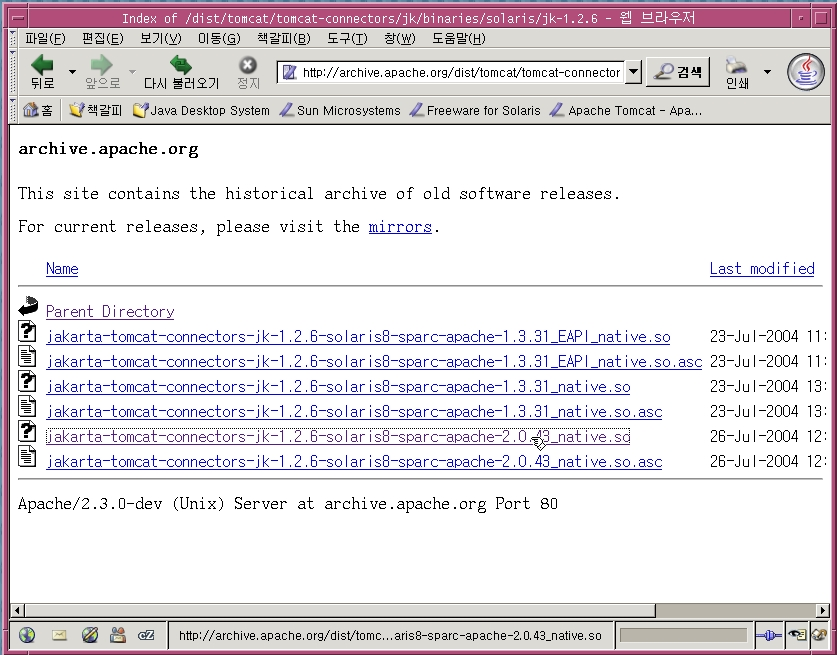 Index of /dist/tomcat/tomcat-connectors/jk/binaries/solaris/jk-1.2.6 - 웹 브라우저
파일(F) 편집(E) 보기(V) 이동(G) 책갈피(B) 도구(T) 창(W) 도움말(H)
뒤로 앞으로 다시 불러오기 정지 http://archive.apache.org/dist/tomcat/tomcat-connector 검색 인쇄
홈 책갈피 Java Desktop System Sun Microsystems Freeware for Solaris Apache Tomcat - Apa...
archive.apache.org
This site contains the historical archive of old software releases.
For current releases, please visit the mirrors.
Name Last modified
Parent Directory
jakarta-tomcat-connectors-jk-1.2.6-solaris8-sparc-apache-1.3.31_EAPI_native.so 23-Jul-2004 11:
jakarta-tomcat-connectors-jk-1.2.6-solaris8-sparc-apache-1.3.31_EAPI_native.so.asc 23-Jul-2004 11:
jakarta-tomcat-connectors-jk-1.2.6-solaris8-sparc-apache-1.3.31_native.so 23-Jul-2004 13:
jakarta-tomcat-connectors-jk-1.2.6-solaris8-sparc-apache-1.3.31_native.so.asc 23-Jul-2004 13:
jakarta-tomcat-connectors-jk-1.2.6-solaris8-sparc-apache-2.0.43_native.so 26-Jul-2004 12:
jakarta-tomcat-connectors-jk-1.2.6-solaris8-sparc-apache-2.0.43_native.so.asc 26-Jul-2004 12:
Apache/2.3.0-dev (Unix) Server at archive.apache.org Port 80
http://archive.apache.org/dist/tomc...aris8-sparc-apache-2.0.43_native.so